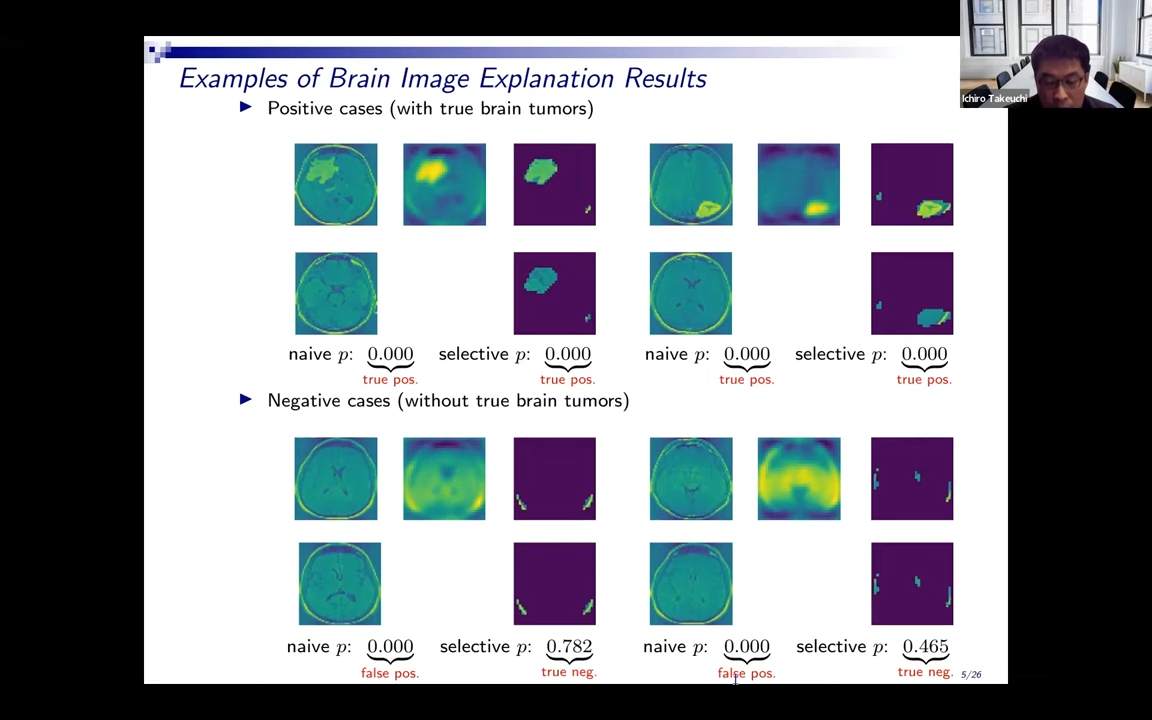 Ichiro Takeuchi
Examples of Brain Image Explanation Results
Positive cases (with true brain tumors)
naive p: 0.000 selective p: 0.000 naive p: 0.000 selective p: 0.000
true pos. true pos. true pos. true pos.
Negative cases (without true brain tumors)
naive p: 0.000 selective p: 0.782 naive p: 0.000 selective p: 0.465
false pos. true neg. false pos. true neg.
5/26